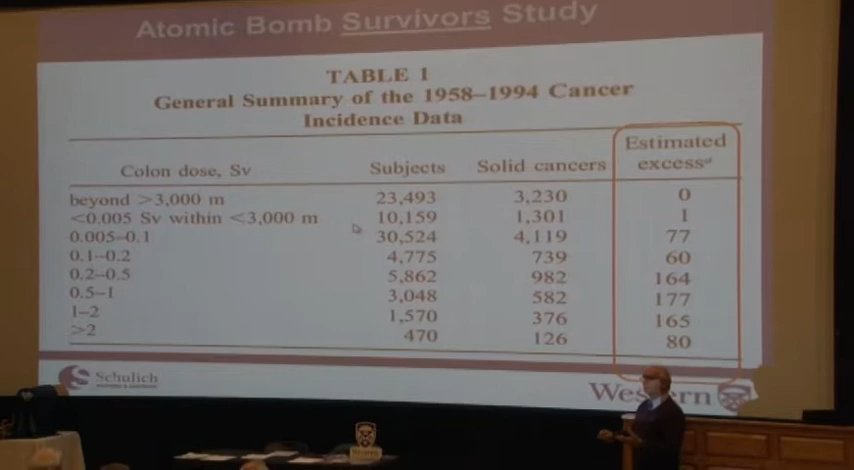 Atomic Bomb Survivors Study
TABLE 1
General Summary of the 1958–1994 Cancer
Incidence Data
Colon dose, Sv Subjects Solid cancers Estimated excessᵃ
beyond >3,000 m 23,493 3,230 0
<0.005 Sv within <3,000 m 10,159 1,301 1
0.005–0.1 30,524 4,119 77
0.1–0.2 4,775 739 60
0.2–0.5 5,862 982 164
0.5–1 3,048 582 177
1–2 1,570 376 165
>2 470 126 80
Schulich
Western